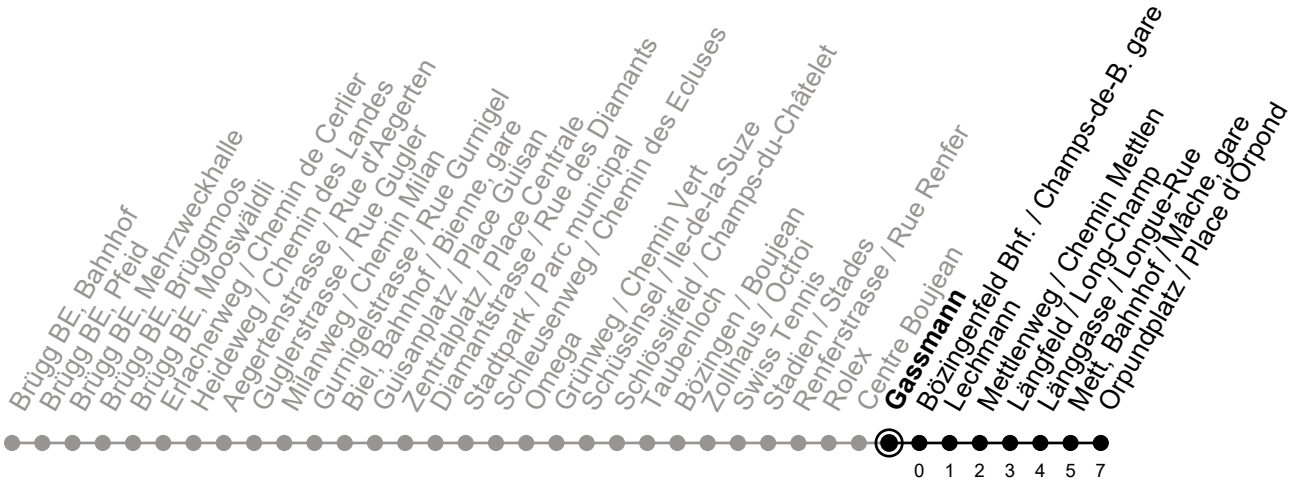 Brügg BE, Bahnhof
Brügg BE, Pfeid
Brügg BE, Mehrzweckhalle
Brügg BE, Brüggmoos
Brügg BE, Mooswäldli
Erlacherweg / Chemin de Cerlier
Heideweg / Chemin des Landes
Aegertenstrasse / Rue d'Aegerten
Guglerstrasse / Rue Gugler
Milanweg / Chemin Milan
Gurnigelstrasse / Rue Gurnigel
Biel, Bahnhof / Bienne, gare
Guisanplatz / Place Guisan
Zentralplatz / Place Centrale
Diamantstrasse / Rue des Diamants
Stadtpark / Parc municipal
Schleusenweg / Chemin des Ecluses
Omega
Grünweg / Chemin Vert
Schüssinsel / Ile-de-la-Suze
Schlösslifeld / Champs-du-Châtelet
Taubenloch
Bözingen / Boujean
Zollhaus / Octroi
Swiss Tennis
Stadien / Stades
Renferstrasse / Rue Renfer
Rolex
Centre Boujean
Gassmann
Bözingenfeld Bhf. / Champs-de-B. gare
Lechmann
Mettlenweg / Chemin Mettlen
Längfeld / Long-Champ
Länggasse / Longue-Rue
Mett, Bahnhof / Mâche, gare
Orpundplatz / Place d'Orpond
0 1 2 3 4 5 7